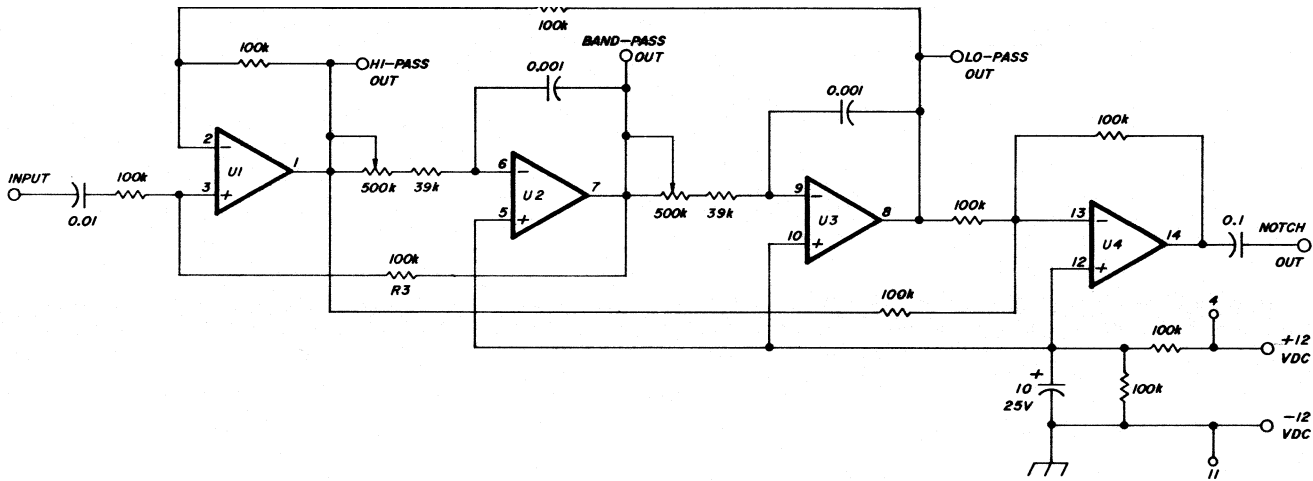 100k
BAND-PASS
OUT
100k
HI-PASS
OUT
LO-PASS
OUT
0.001
0.001
100k
2
-
U1
1
3
+
INPUT
0.01
100k
500k
39k
6
-
U2
7
5
+
500k
39k
9
-
U3
8
10
+
100k
100k
13
-
U4
14
12
+
0.1
NOTCH
OUT
100k
R3
100k
4
100k
+12
VDC
+
10
25V
100k
-12
VDC
11